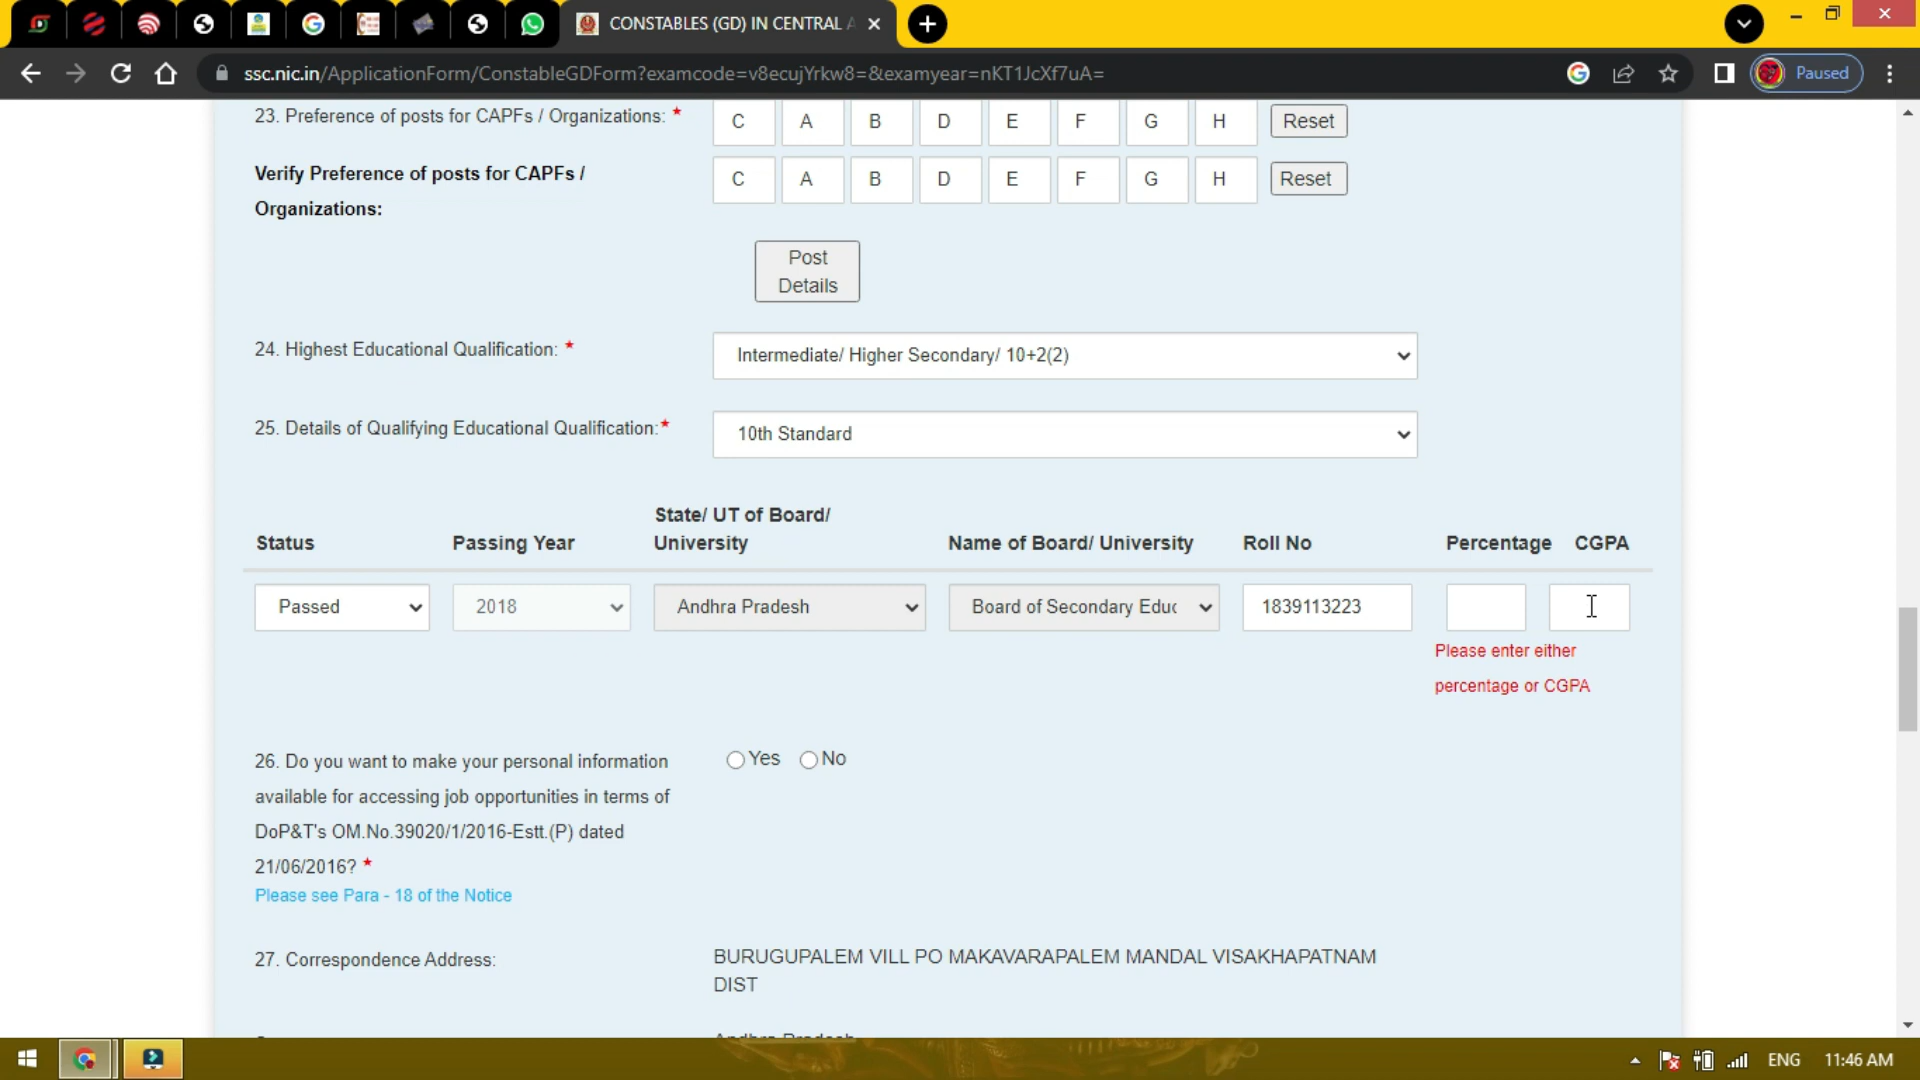 CONSTABLES (GD) IN CENTRAL A
ssc.nic.in/ApplicationForm/ConstableGDForm?examcode=v8ecujYrkw8=&examyear=nKT1JcXf7uA=
Paused
23. Preference of posts for CAPFs / Organizations: *
C A B D E F G H Reset
Verify Preference of posts for CAPFs /
Organizations:
C A B D E F G H Reset
Post
Details
24. Highest Educational Qualification: *
Intermediate/ Higher Secondary/ 10+2(2)
25. Details of Qualifying Educational Qualification:*
10th Standard
State/ UT of Board/
Status Passing Year University Name of Board/ University Roll No Percentage CGPA
Passed 2018 Andhra Pradesh Board of Secondary Educ 1839113223
Please enter either
percentage or CGPA
26. Do you want to make your personal information Yes No
available for accessing job opportunities in terms of
DoP&T's OM.No.39020/1/2016-Estt.(P) dated
21/06/2016? *
Please see Para - 18 of the Notice
27. Correspondence Address: BURUGUPALEM VILL PO MAKAVARAPALEM MANDAL VISAKHAPATNAM
DIST
Andhra Pradesh
ENG 11:46 AM